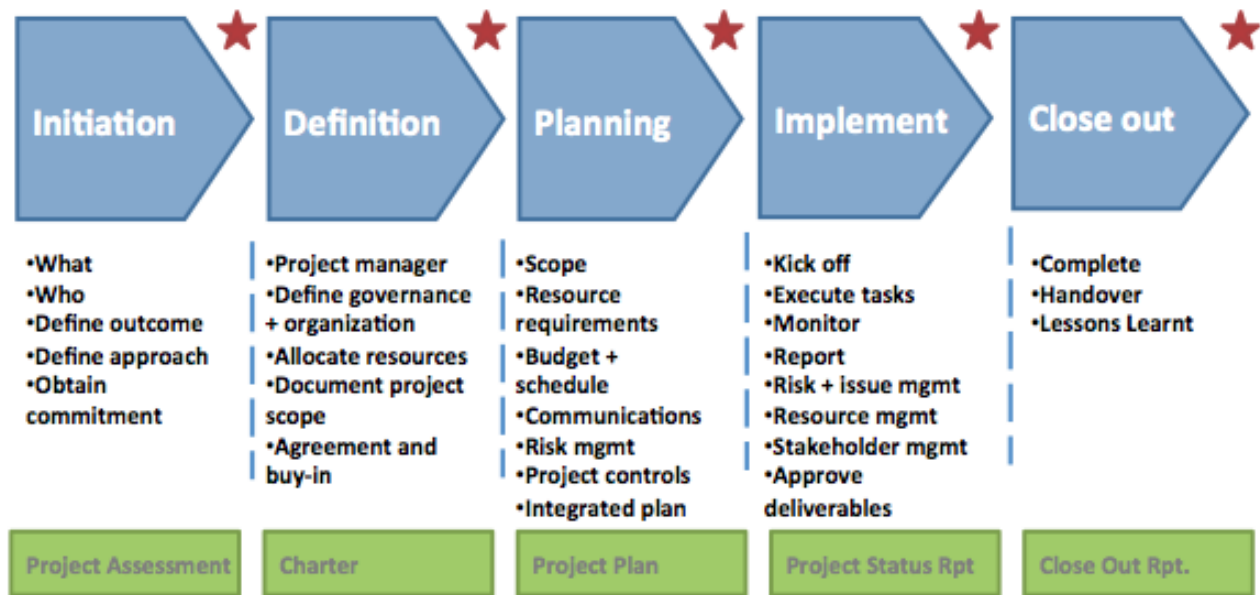 Initiation
Definition
Planning
Implement
Close out
•What
•Who
•Define outcome
•Define approach
•Obtain
commitment
•Project manager
•Define governance
+ organization
•Allocate resources
•Document project
scope
•Agreement and
buy-in
•Scope
•Resource
requirements
•Budget +
schedule
•Communications
•Risk mgmt
•Project controls
•Integrated plan
•Kick off
•Execute tasks
•Monitor
•Report
•Risk + issue mgmt
•Resource mgmt
•Stakeholder mgmt
•Approve
deliverables
•Complete
•Handover
•Lessons Learnt
Project Assessment
Charter
Project Plan
Project Status Rpt
Close Out Rpt.